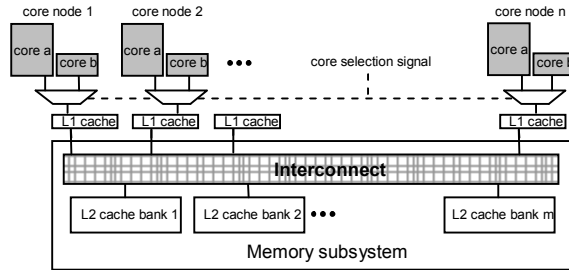 core node 1
core node 2
core node n
core a
core b
core a
core b
core a
core b
core selection signal
L1 cache
L1 cache
L1 cache
L1 cache
Interconnect
L2 cache bank 1
L2 cache bank 2
L2 cache bank m
Memory subsystem